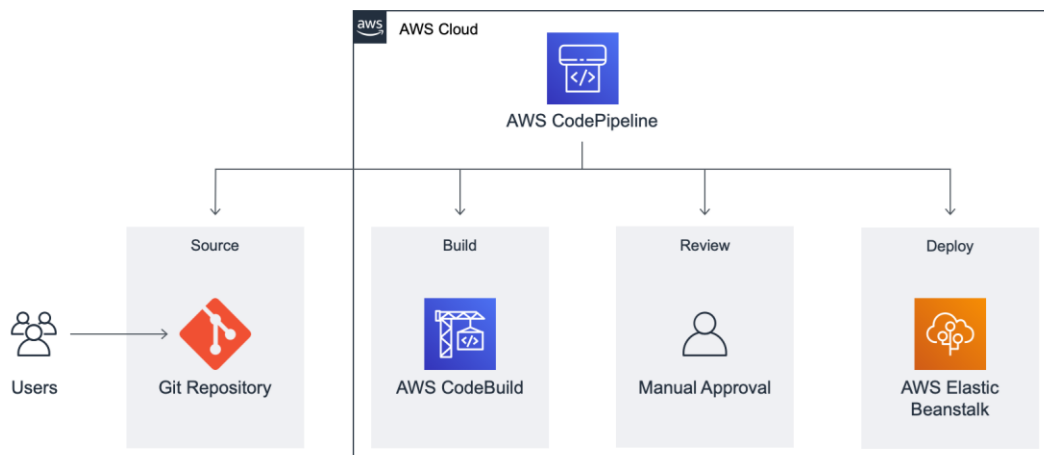 aws
AWS Cloud
</>
AWS CodePipeline
Source
Build
Review
Deploy
</>
Users
Git Repository
AWS CodeBuild
Manual Approval
AWS Elastic
Beanstalk